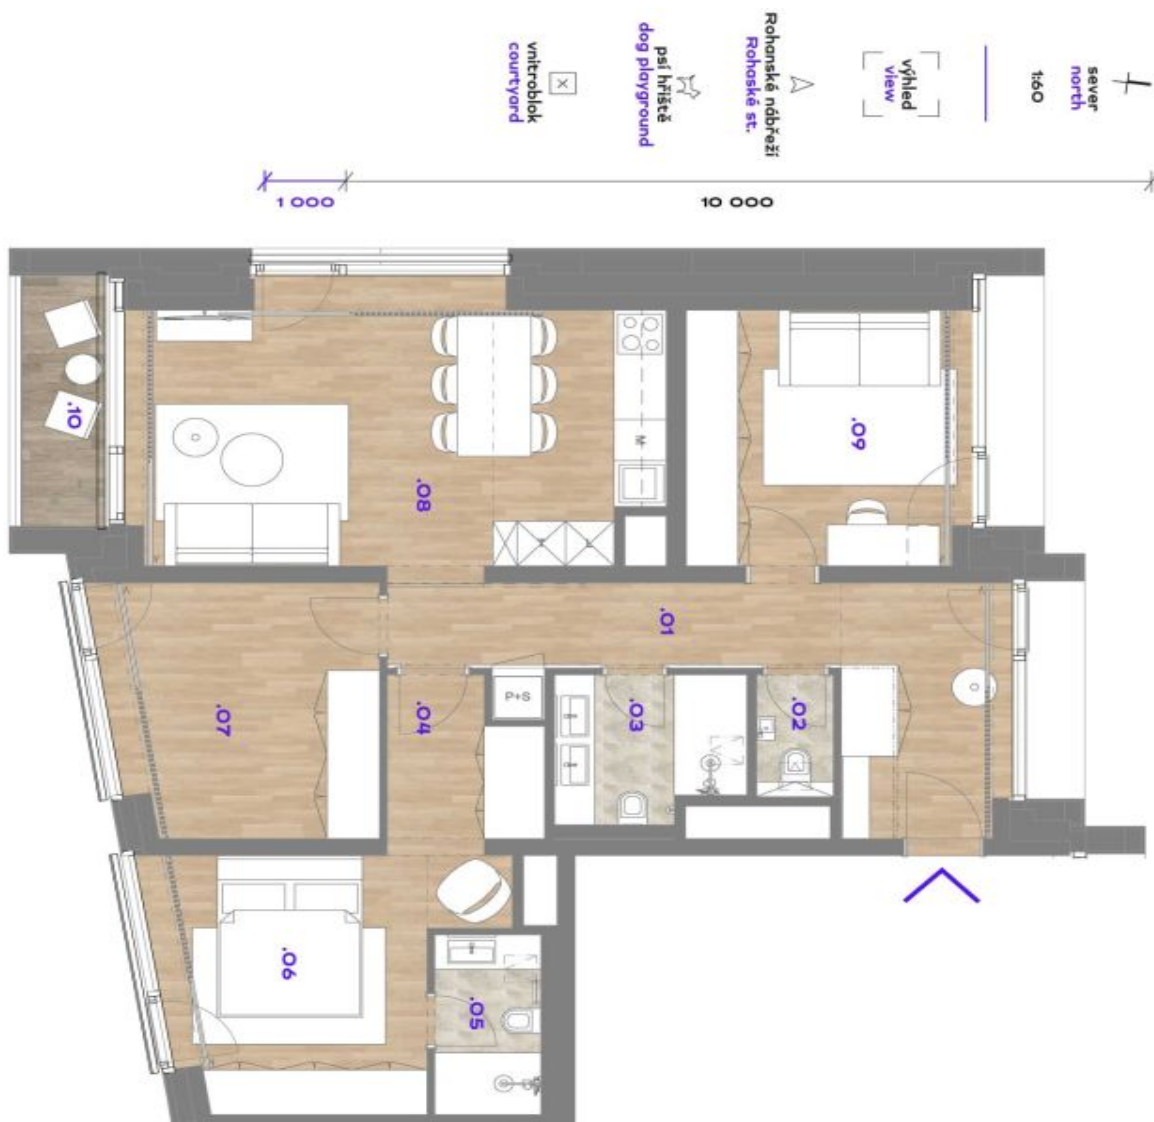 sever
north
1:60
výhled
view
Rohanské nábřeží
Rohaské st.
psí hřiště
dog playground
x
vnitroblok
courtyard
1 000
10 000
.10
.08
M
.09
.01
.07
.04
P+S
.03
.02
.06
.05